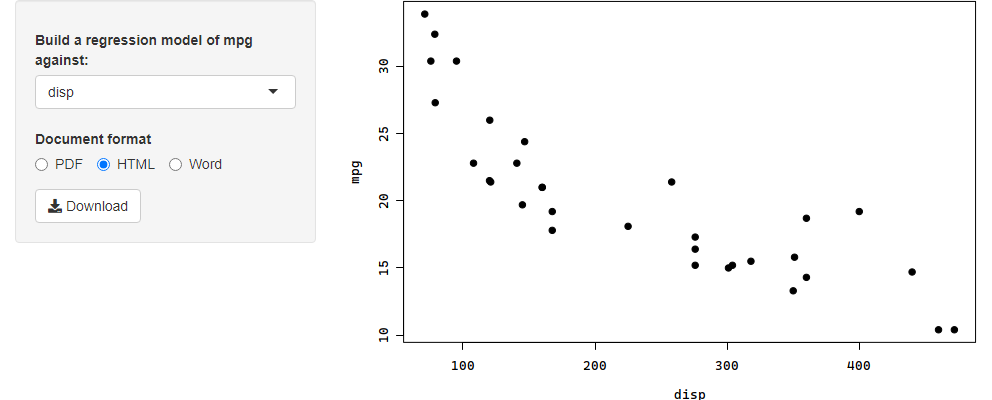 Build a regression model of mpg
against:
disp
Document format
PDF HTML Word
Download
mpg
30
25
20
15
10
100 200 300 400
disp